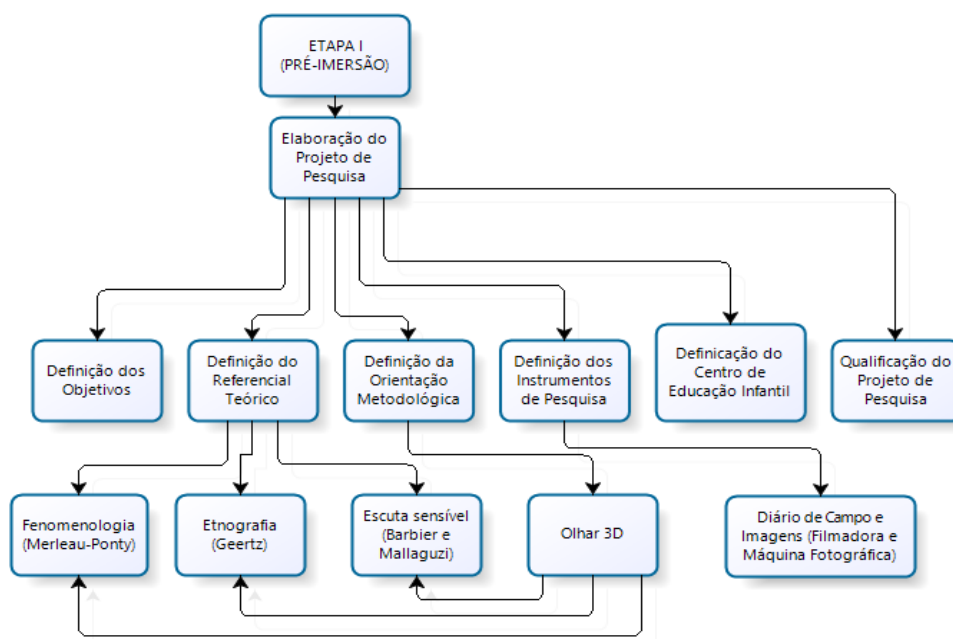 ETAPA I
(PRÉ-IMERSÃO)
Elaboração do
Projeto de
Pesquisa
Definição dos
Objetivos
Definição do
Referencial
Teórico
Definição da
Orientação
Metodológica
Definição dos
Instrumentos
de Pesquisa
Definicação do
Centro de
Educação Infantil
Qualificação do
Projeto de
Pesquisa
Fenomenologia
(Merleau-Ponty)
Etnografia
(Geertz)
Escuta sensível
(Barbier e
Mallaguzi)
Olhar 3D
Diário de Campo e
Imagens (Filmadora e
Máquina Fotográfica)